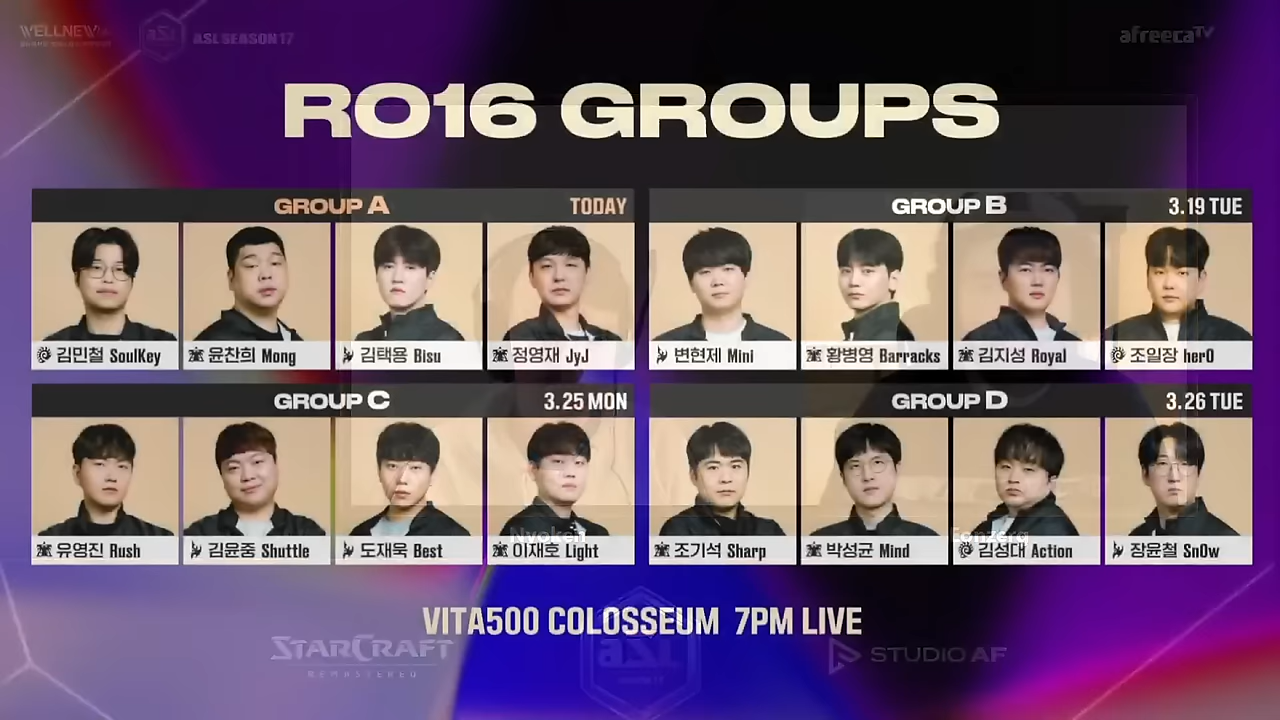 WELLNEW
aSL
ASL SEASON 17
afreecaTV
RO16 GROUPS
GROUP A TODAY
김민철 SoulKey 윤찬희 Mong 김택용 Bisu 정영재 JyJ
GROUP B 3.19 TUE
변현제 Mini 황병영 Barracks 김지성 Royal 조일장 herO
GROUP C 3.25 MON
유영진 Rush 김윤중 Shuttle 도재욱 Best 이재호 Light
GROUP D 3.26 TUE
조기석 Sharp 박성균 Mind 김성대 Action 장윤철 SnOw
VITA500 COLOSSEUM 7PM LIVE
STARCRAFT
REMASTERED
aSL
STUDIO AF